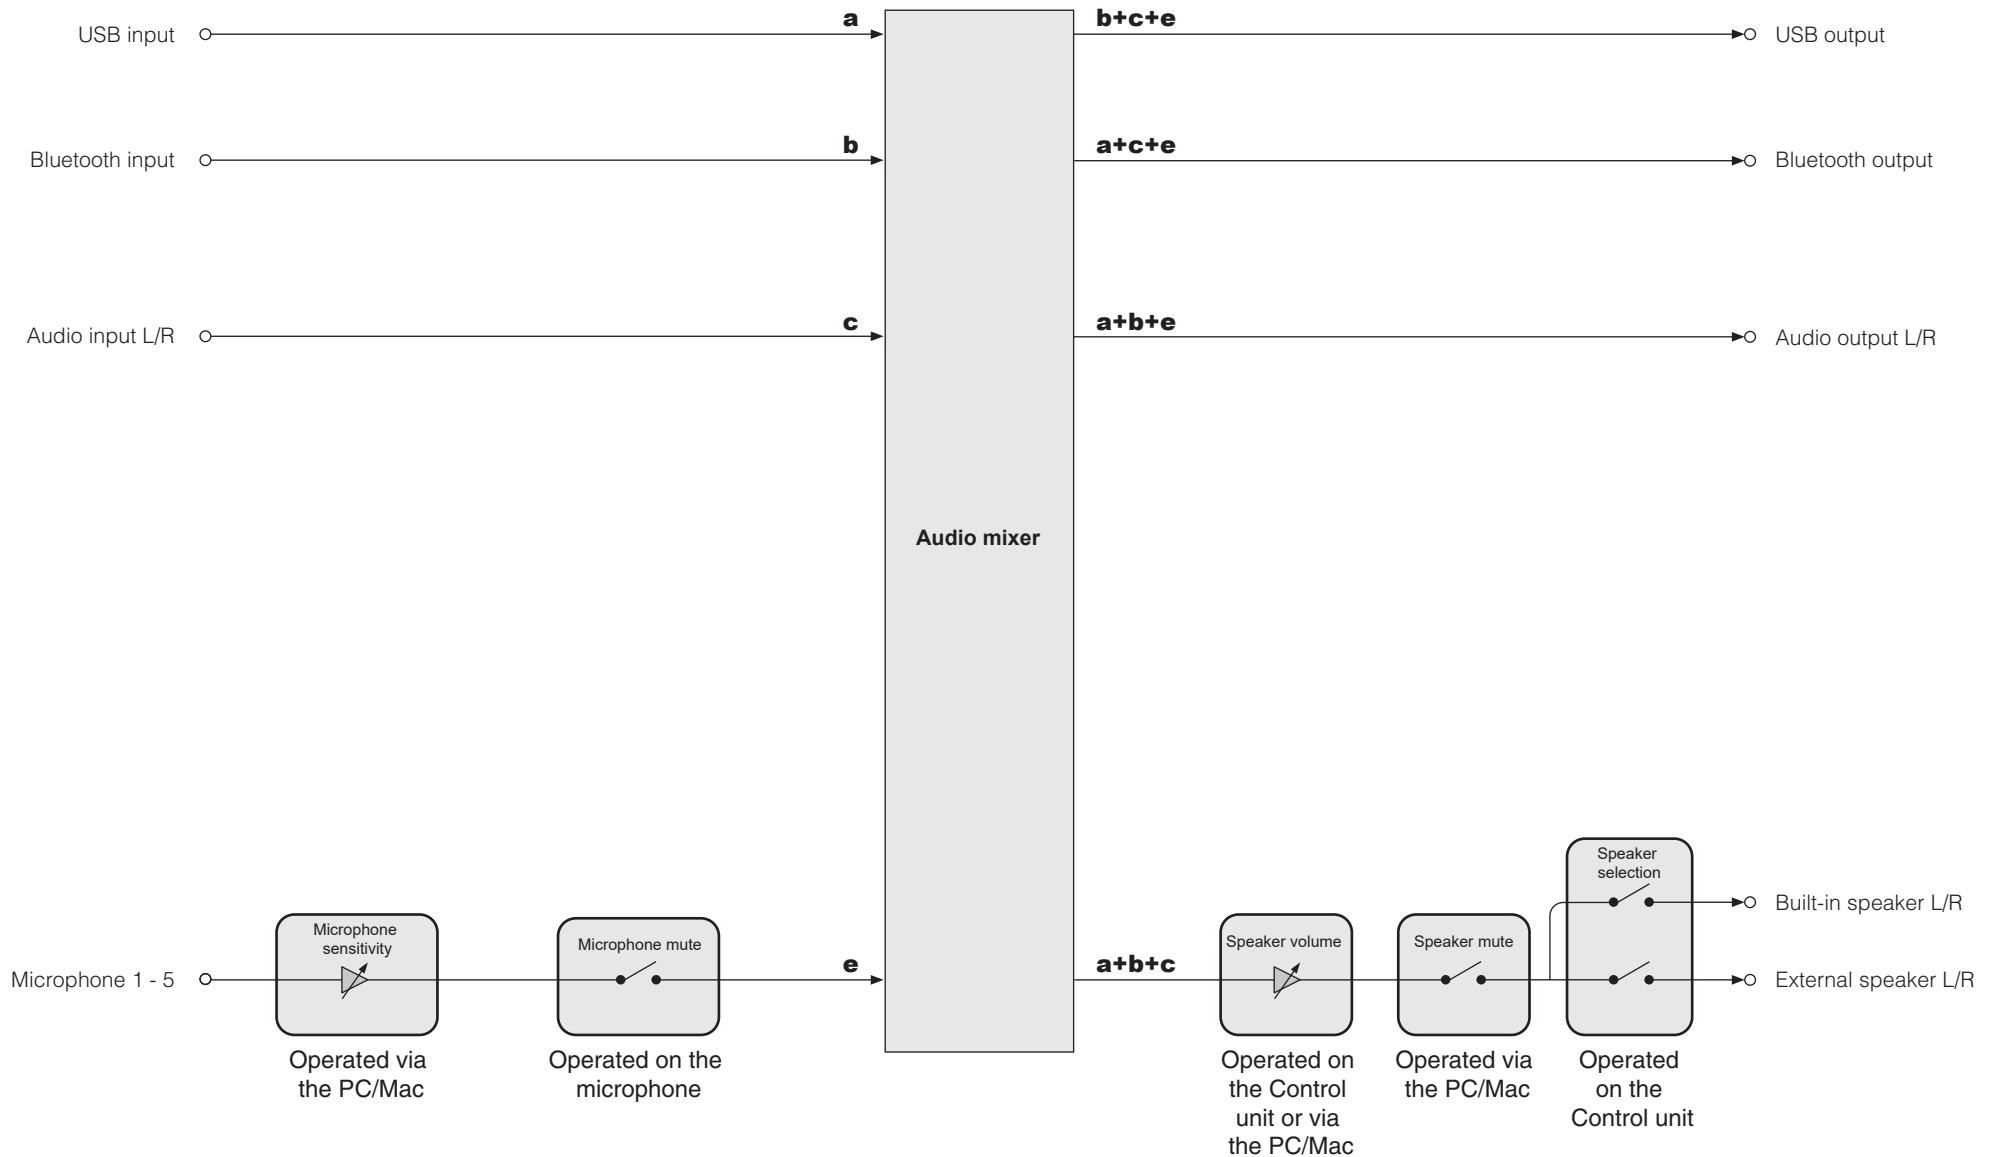 USB input
a
b+c+e
USB output
Bluetooth input
b
a+c+e
Bluetooth output
Audio input L/R
c
a+b+e
Audio output L/R
Audio mixer
Microphone 1 - 5
Microphone
sensitivity
Operated via
the PC/Mac
Microphone mute
Operated on the
microphone
e
a+b+c
Speaker volume
Operated on
the Control
unit or via
the PC/Mac
Speaker mute
Operated via
the PC/Mac
Speaker
selection
Operated
on the
Control unit
Built-in speaker L/R
External speaker L/R